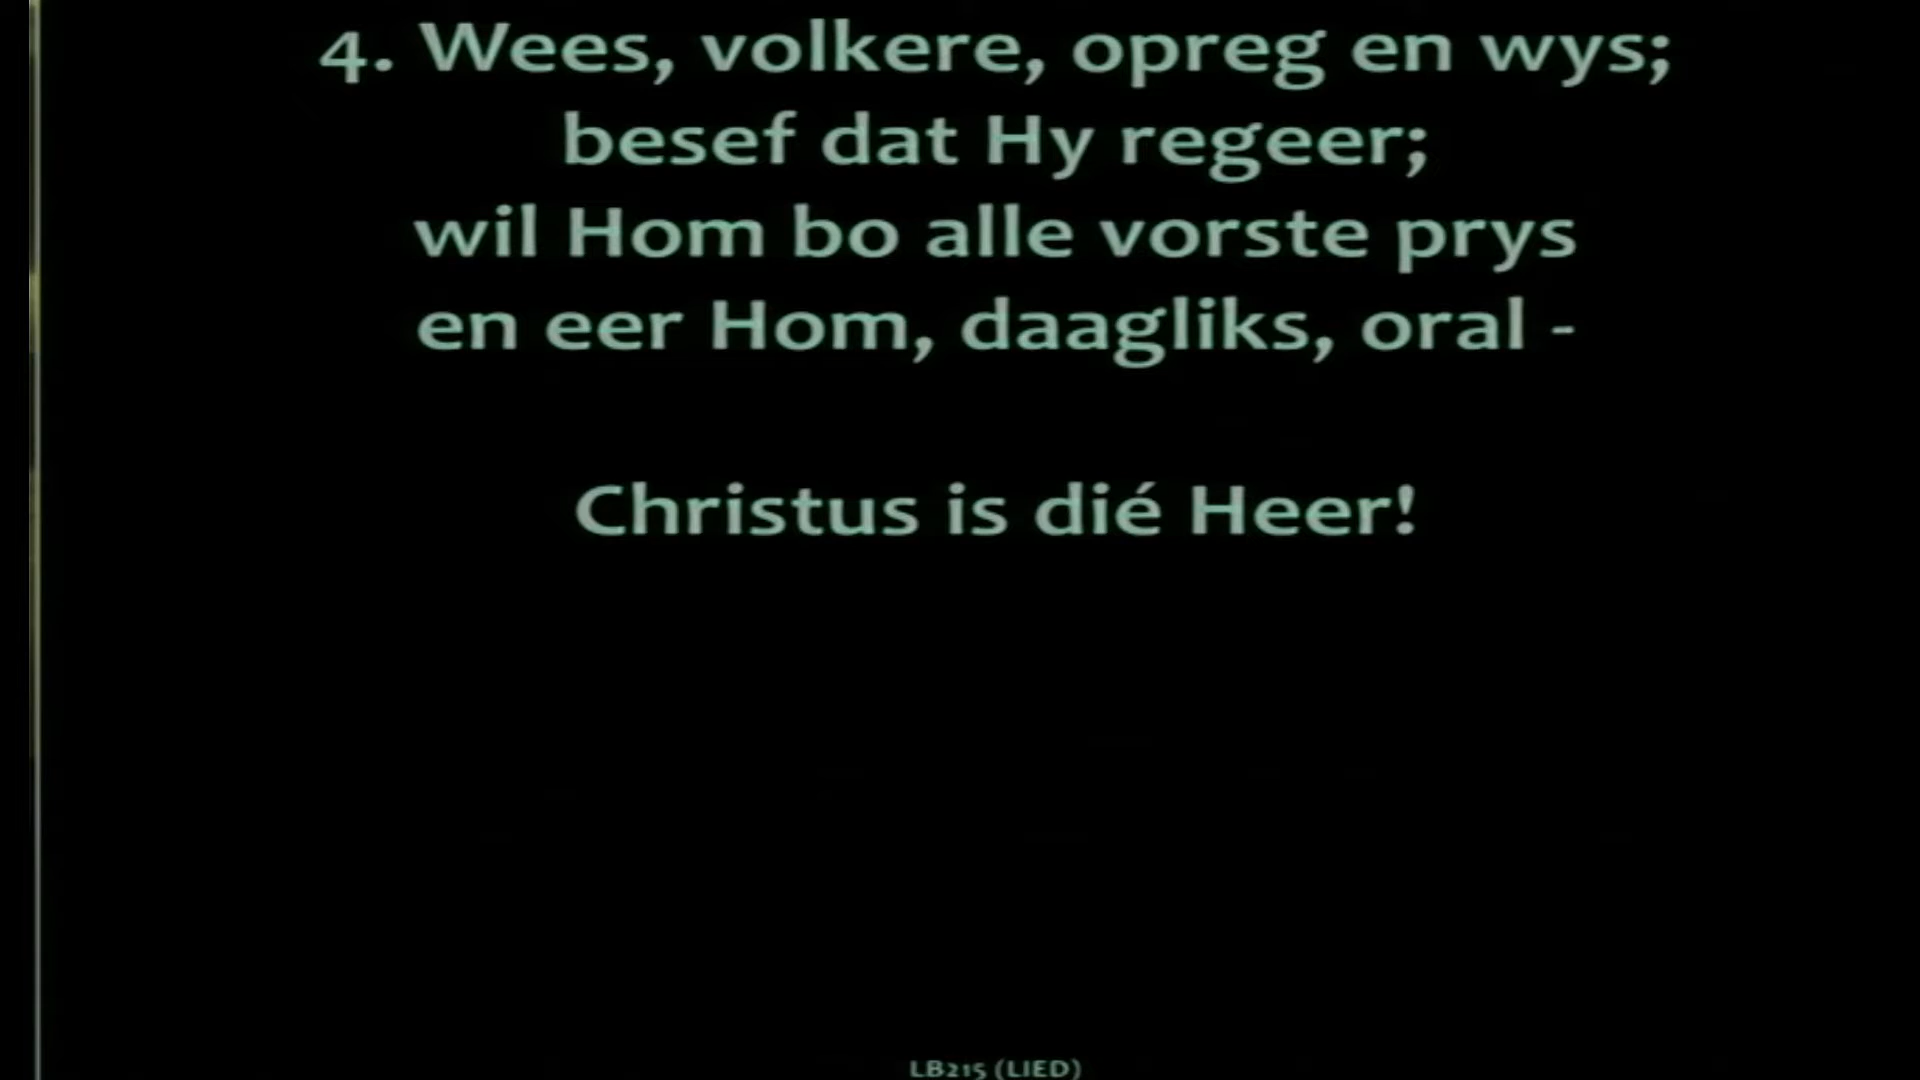 4. Wees, volkere, opreg en wys;
besef dat Hy regeer;
wil Hom bo alle vorste prys
en eer Hom, daagliks, oral -
Christus is dié Heer!
LB215 (LIED)